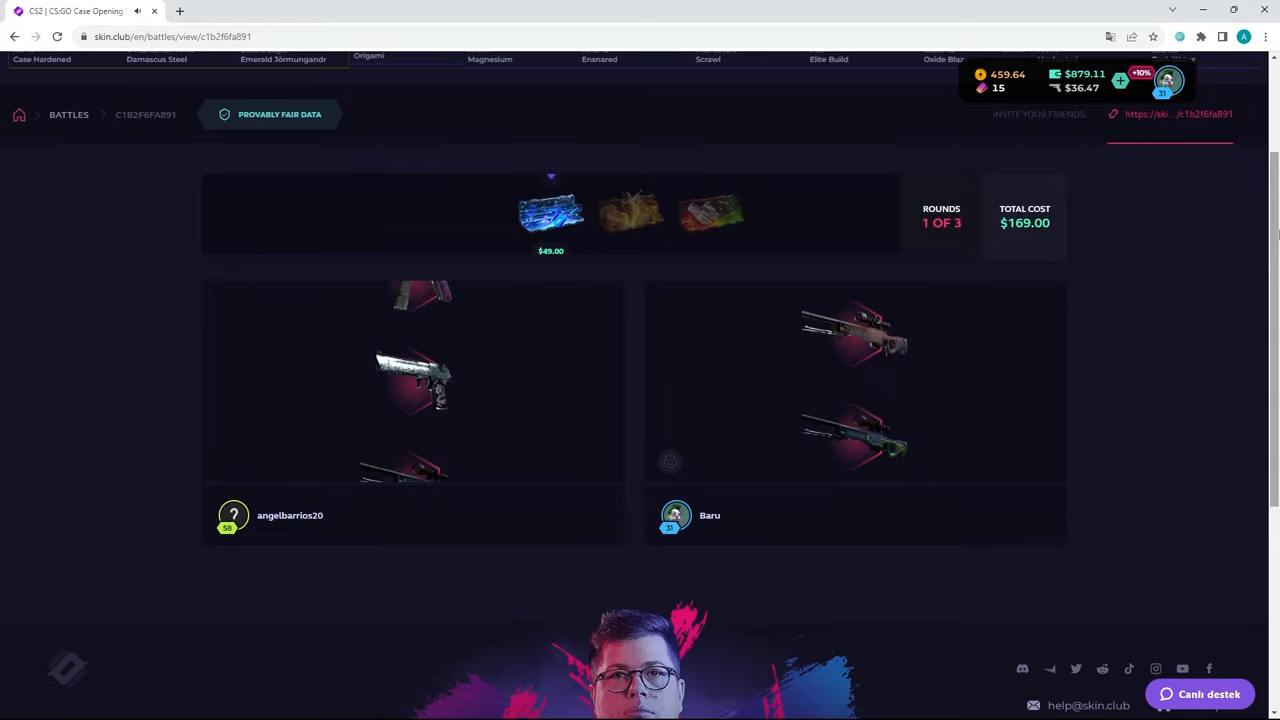 CS2 | CS:GO Case Opening
skin.club/en/battles/view/c1b2f6fa891
A
Case Hardened
Damascus Steel
Emerald Jörmungandr
Origami
Magnesium
Ensnared
Scrawl
Elite Build
Oxide Blaze
459.64
$879.11
+10%
15
$36.47
31
BATTLES
C1B2F6FA891
PROVABLY FAIR DATA
INVITE YOUR FRIENDS:
https://ski.../c1b2f6fa891
ROUNDS
1 OF 3
TOTAL COST
$169.00
$49.00
?
58
angelbarrios20
31
Baru
Canlı destek
help@skin.club